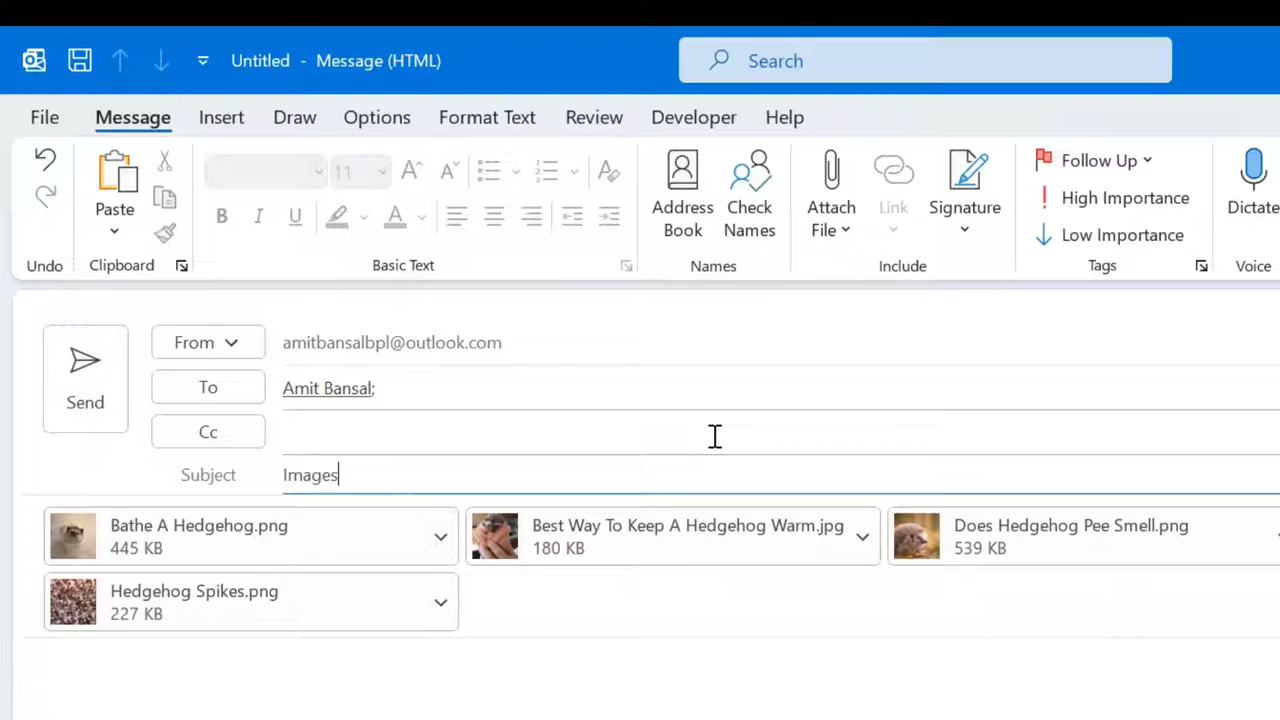 Untitled - Message (HTML)
Search
File Message Insert Draw Options Format Text Review Developer Help
Paste
11
B I U A
Address Book
Check Names
Attach File
Link
Signature
Follow Up
High Importance
Low Importance
Dictate
Undo Clipboard Basic Text Names Include Tags Voice
Send
From amitbansalbpl@outlook.com
To Amit Bansal;
Cc
Subject Images
Bathe A Hedgehog.png
445 KB
Best Way To Keep A Hedgehog Warm.jpg
180 KB
Does Hedgehog Pee Smell.png
539 KB
Hedgehog Spikes.png
227 KB